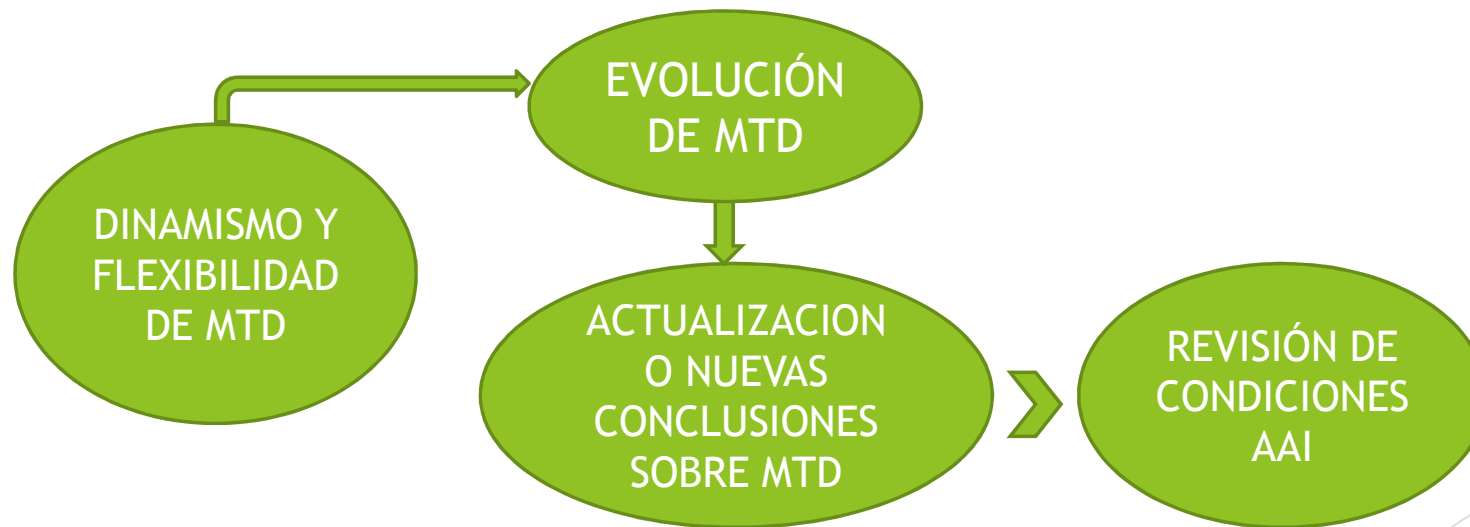 DINAMISMO Y
FLEXIBILIDAD
DE MTD
EVOLUCIÓN
DE MTD
ACTUALIZACION
O NUEVAS
CONCLUSIONES
SOBRE MTD
REVISIÓN DE
CONDICIONES
AAI